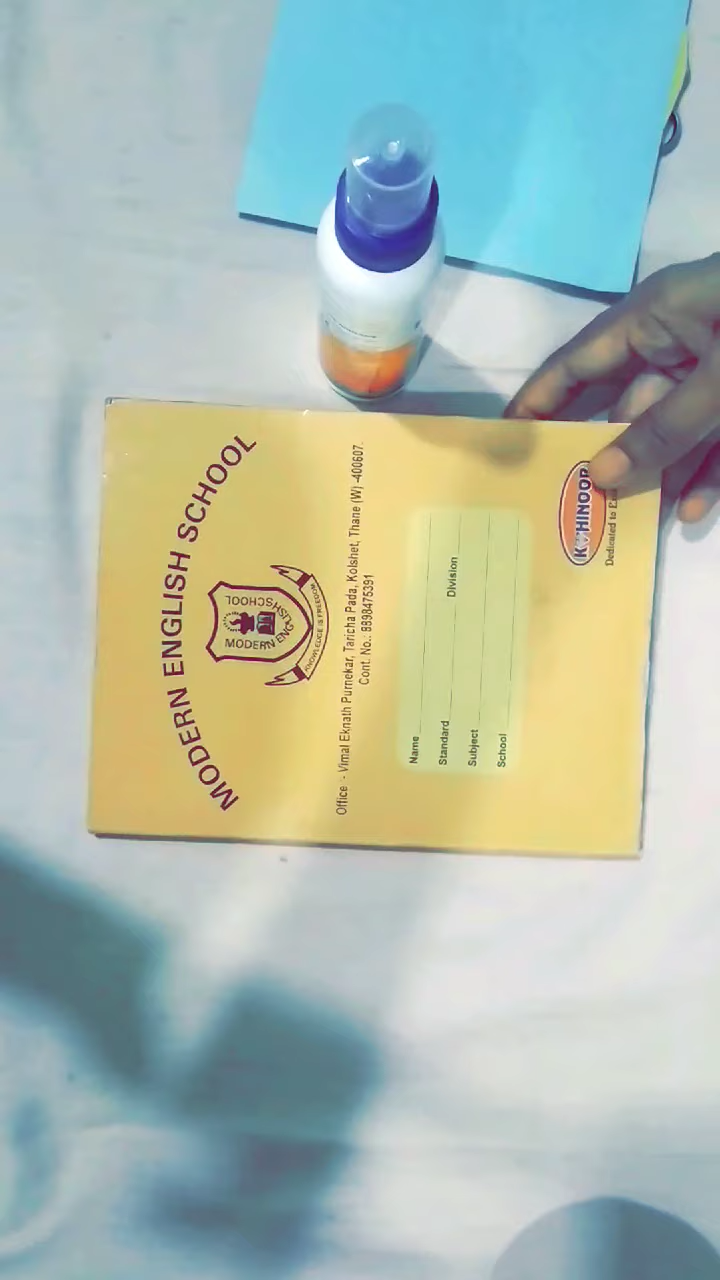 MODERN ENGLISH SCHOOL
MODERN ENGLISH SCHOOL
KNOWLEDGE IS FREEDOM
Office :- Vimal Eknath Purnekar, Taricha Pada, Kolshet, Thane (W) -400607.
Cont. No.: 8898475391
Name
Standard Division
Subject
School
KOHINOOR
Dedicated to